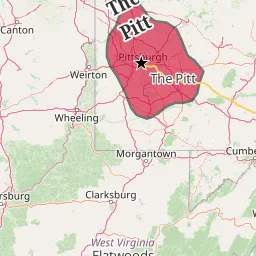 The
Pitt
Canton
Pittsburgh
Weirton
The Pitt
Wheeling
Morgantown
Cumbe
Clarksburg
rsburg
West Virginia
Flatwoods